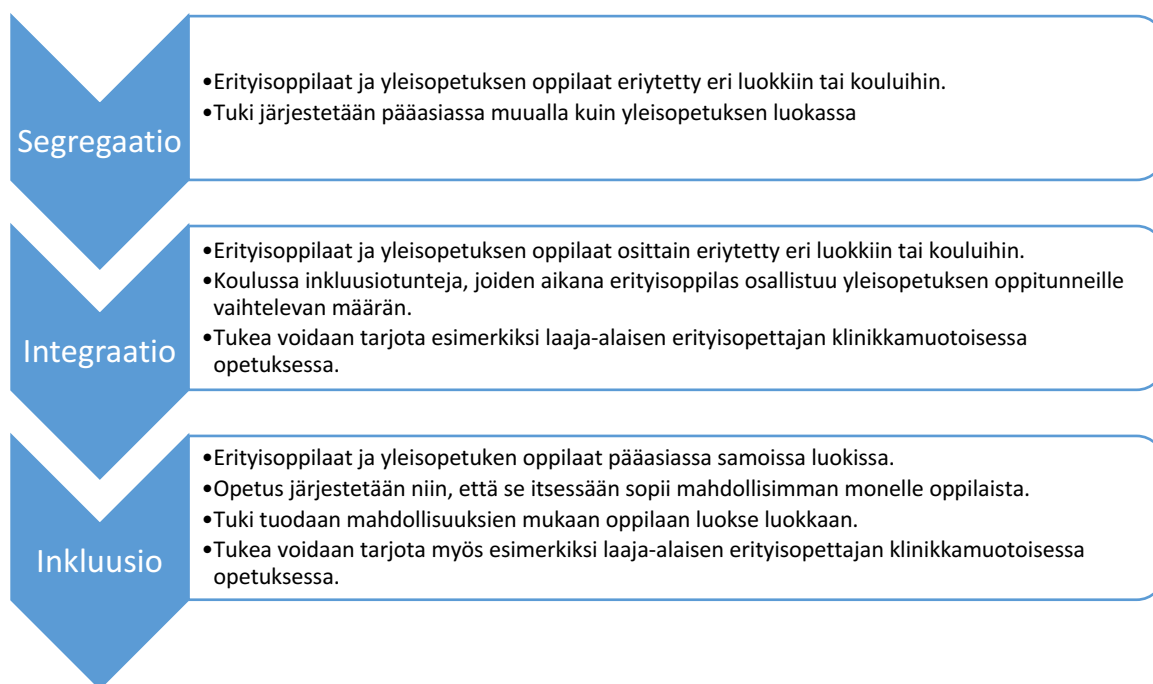 Segregaatio
•Erityisoppilaat ja yleisopetuksen oppilaat eriytetty eri luokkiin tai kouluihin.
•Tuki järjestetään pääasiassa muualla kuin yleisopetuksen luokassa
Integraatio
•Erityisoppilaat ja yleisopetuksen oppilaat osittain eriytetty eri luokkiin tai kouluihin.
•Koulussa inkluusiotunteja, joiden aikana erityisoppilas osallistuu yleisopetuksen oppitunneille
vaihtelevan määrän.
•Tukea voidaan tarjota esimerkiksi laaja-alaisen erityisopettajan klinikkamuotoisessa
opetuksessa.
Inkluusio
•Erityisoppilaat ja yleisopetuken oppilaat pääasiassa samoissa luokissa.
•Opetus järjestetään niin, että se itsessään sopii mahdollisimman monelle oppilaista.
•Tuki tuodaan mahdollisuuksien mukaan oppilaan luokse luokkaan.
•Tukea voidaan tarjota myös esimerkiksi laaja-alaisen erityisopettajan klinikkamuotoisessa
opetuksessa.